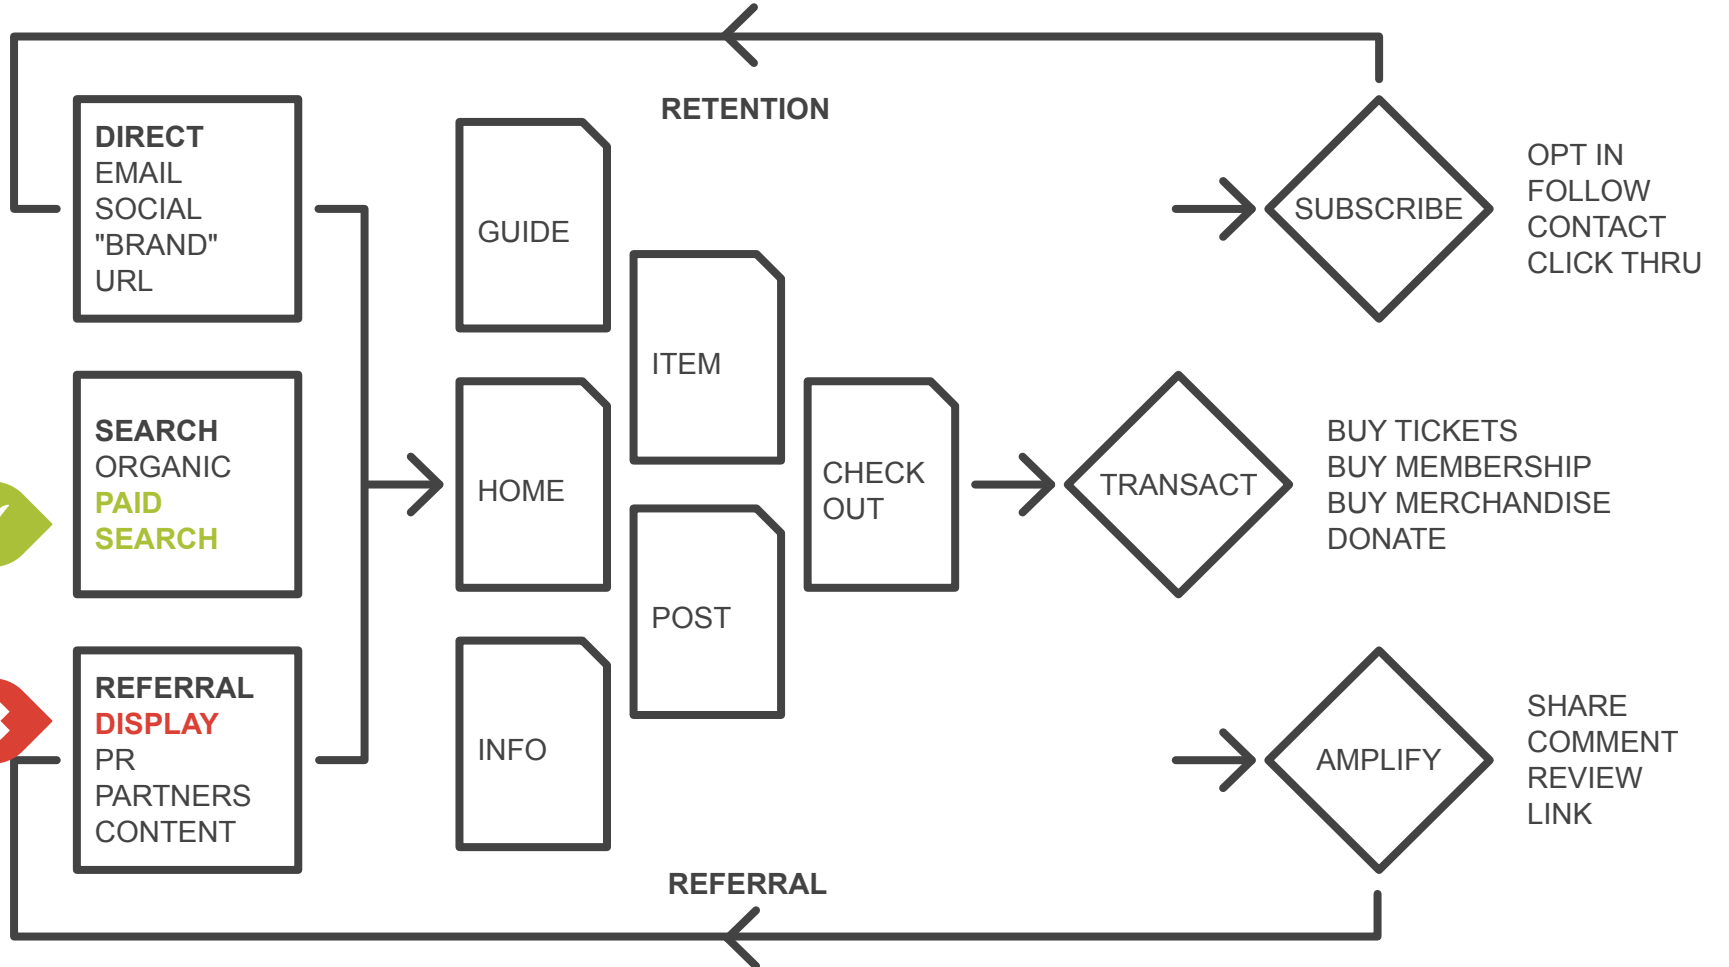 RETENTION
DIRECT
EMAIL
SOCIAL
"BRAND"
URL
SEARCH
ORGANIC
PAID
SEARCH
REFERRAL
DISPLAY
PR
PARTNERS
CONTENT
GUIDE
HOME
INFO
ITEM
POST
CHECK
OUT
SUBSCRIBE
OPT IN
FOLLOW
CONTACT
CLICK THRU
TRANSACT
BUY TICKETS
BUY MEMBERSHIP
BUY MERCHANDISE
DONATE
AMPLIFY
SHARE
COMMENT
REVIEW
LINK
REFERRAL